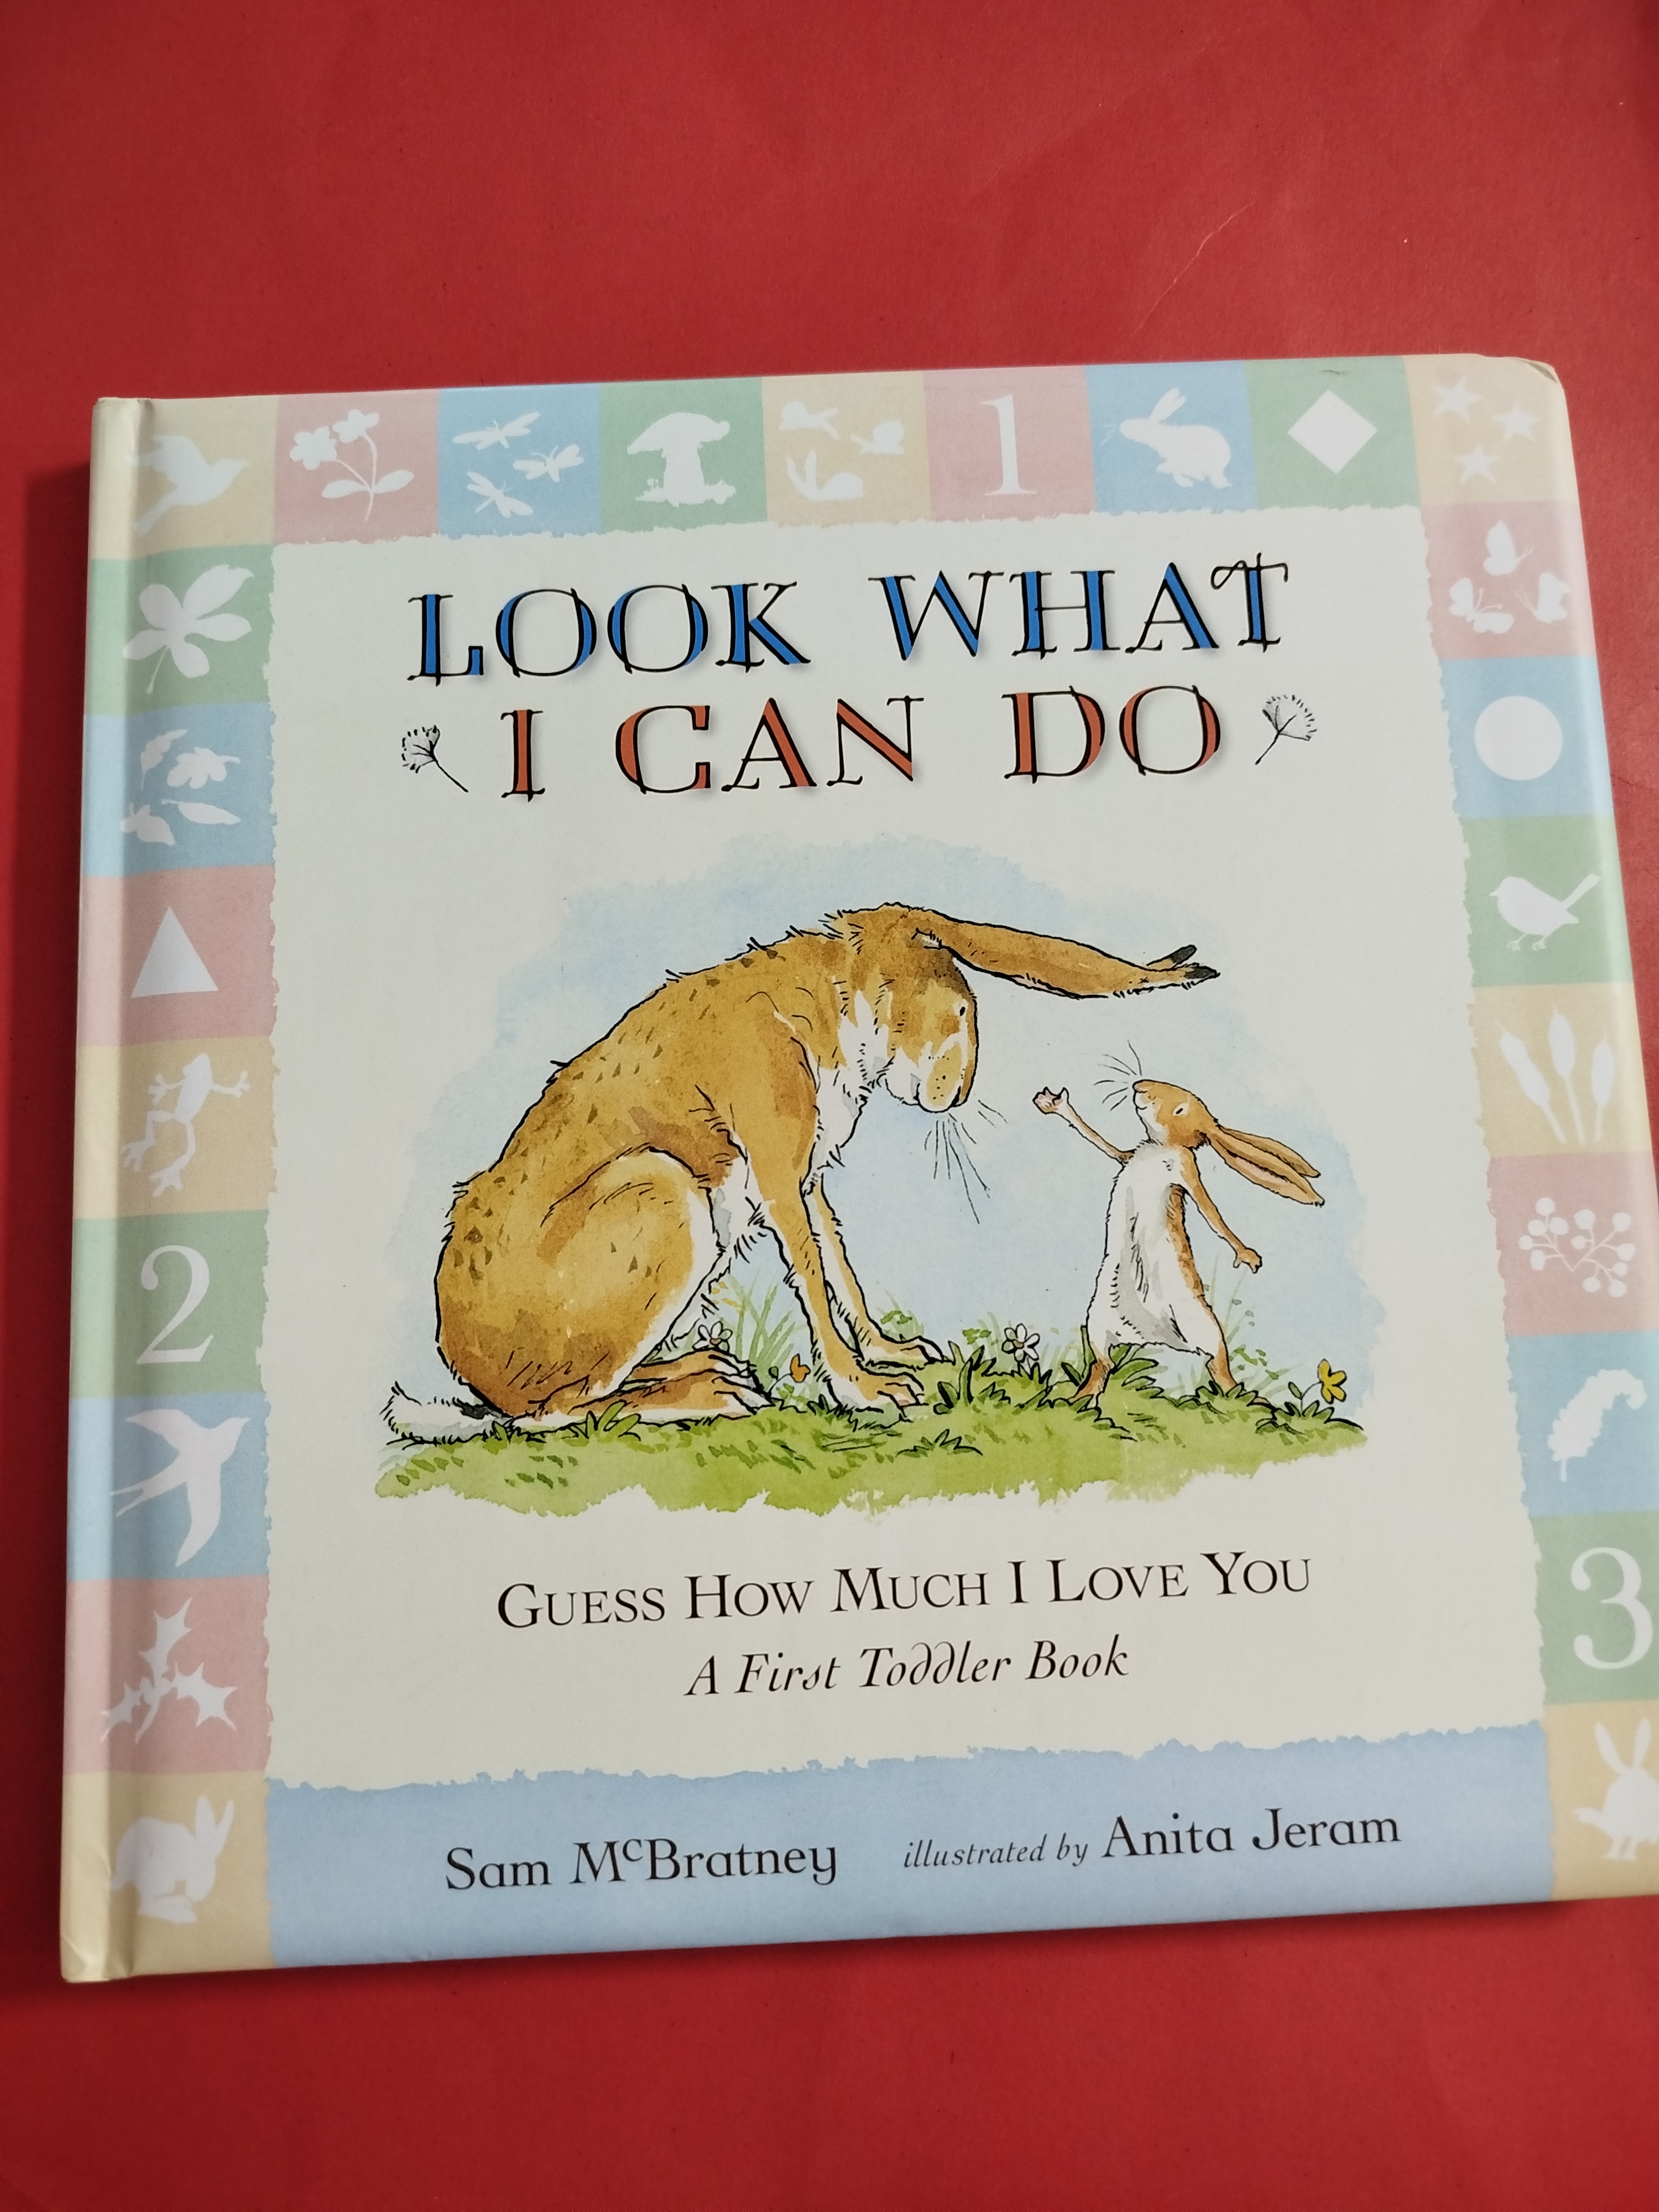 1
LOOK WHAT
I CAN DO
2
GUESS HOW MUCH I LOVE YOU
A First Toddler Book
3
Sam McBratney illustrated by Anita Jeram